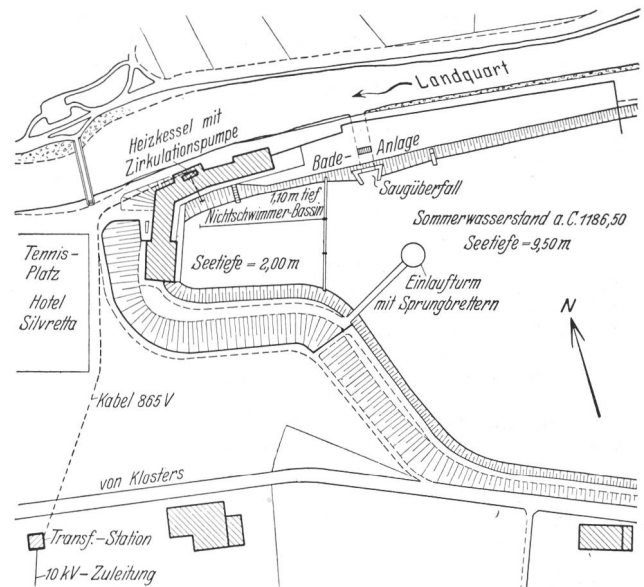 Landquart
Heizkessel mit
Zirkulationspumpe
Bade-Anlage
Saugüberfall
1,10 m tief
Nichtschwimmer-Bassin
Sommerwasserstand a.C. 1186,50
Seetiefe = 9,50 m
Seetiefe = 2,00 m
Einlaufturm
mit Sprungbrettern
Tennis-
Platz
Hotel
Silvretta
N
Kabel 865 V
von Klosters
Transf.-Station
10 kV-Zuleitung